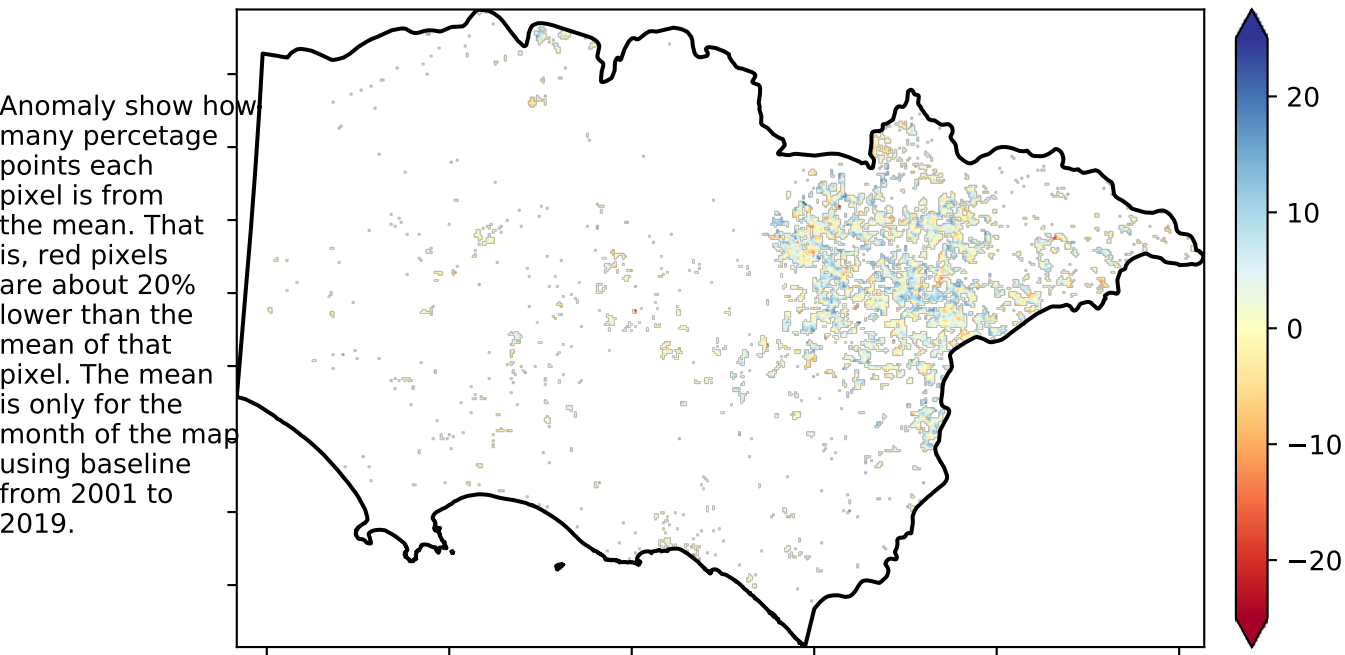 Anomaly show how
many percetage
points each
pixel is from
the mean. That
is, red pixels
are about 20%
lower than the
mean of that
pixel. The mean
is only for the
month of the map
using baseline
from 2001 to
2019.
20
10
0
−10
−20